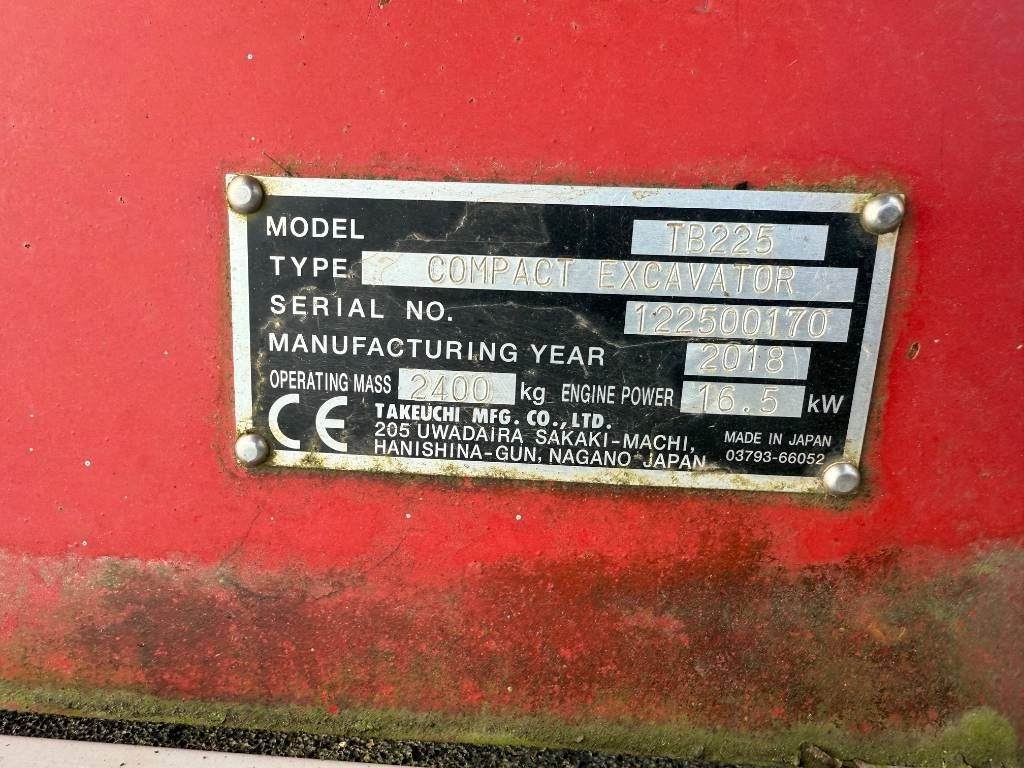 MODEL TB225
TYPE COMPACT EXCAVATOR
SERIAL NO. 122500170
MANUFACTURING YEAR 2018
OPERATING MASS 2400 kg ENGINE POWER 16.5 kW
CE TAKEUCHI MFG. CO., LTD.
205 UWADAIRA SAKAKI-MACHI,
HANISHINA-GUN, NAGANO JAPAN
MADE IN JAPAN
03793-66052